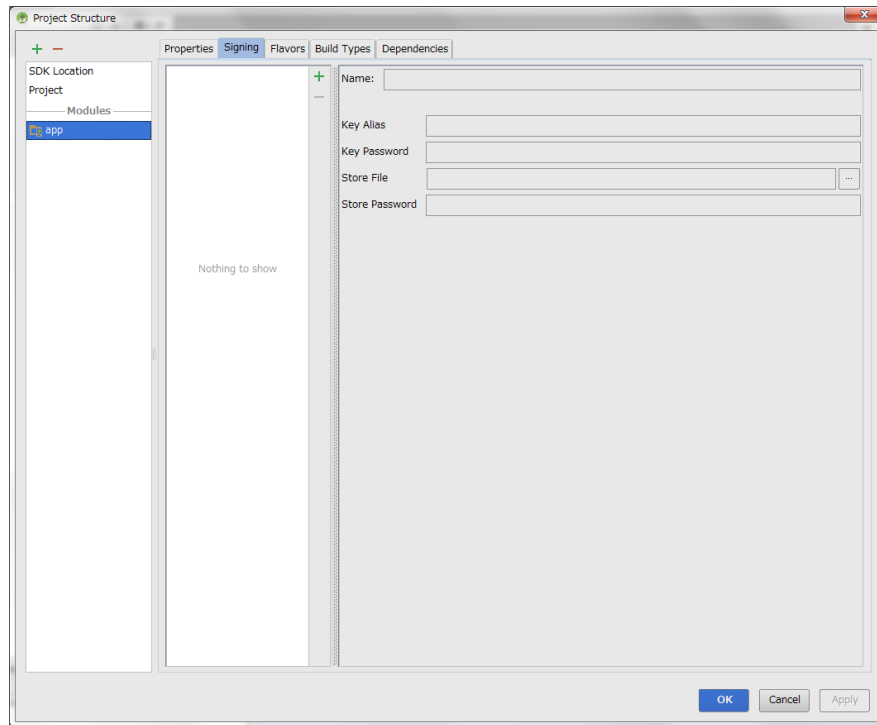 Project Structure
Properties Signing Flavors Build Types Dependencies
SDK Location
Project
Modules
app
Nothing to show
Name:
Key Alias
Key Password
Store File ...
Store Password
OK Cancel Apply